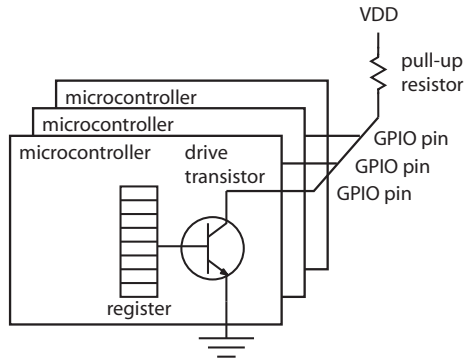 VDD
pull-up
resistor
microcontroller
microcontroller
microcontroller
drive
transistor
GPIO pin
GPIO pin
GPIO pin
register